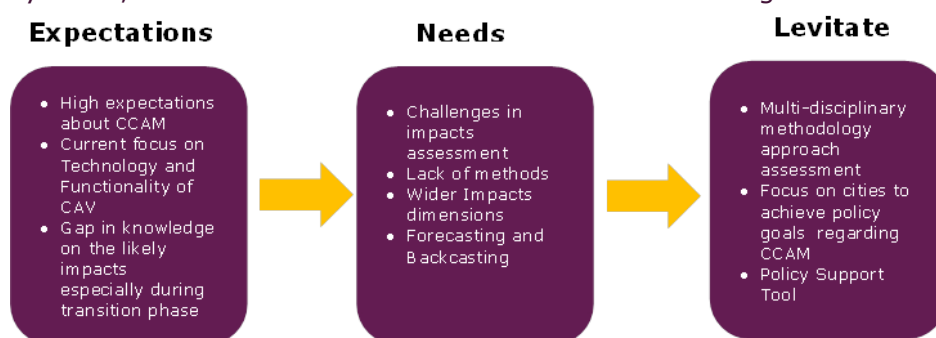 Expectations
• High expectations
about CCAM
• Current focus on
Technology and
Functionality of
CAV
• Gap in knowledge
on the likely
impacts
especially during
transition phase
Needs
• Challenges in
impacts
assessment
• Lack of methods
• Wider Impacts
dimensions
• Forecasting and
Backcasting
Levitate
• Multi-disciplinary
methodology
approach
assessment
• Focus on cities to
achieve policy
goals regarding
CCAM
• Policy Support
Tool